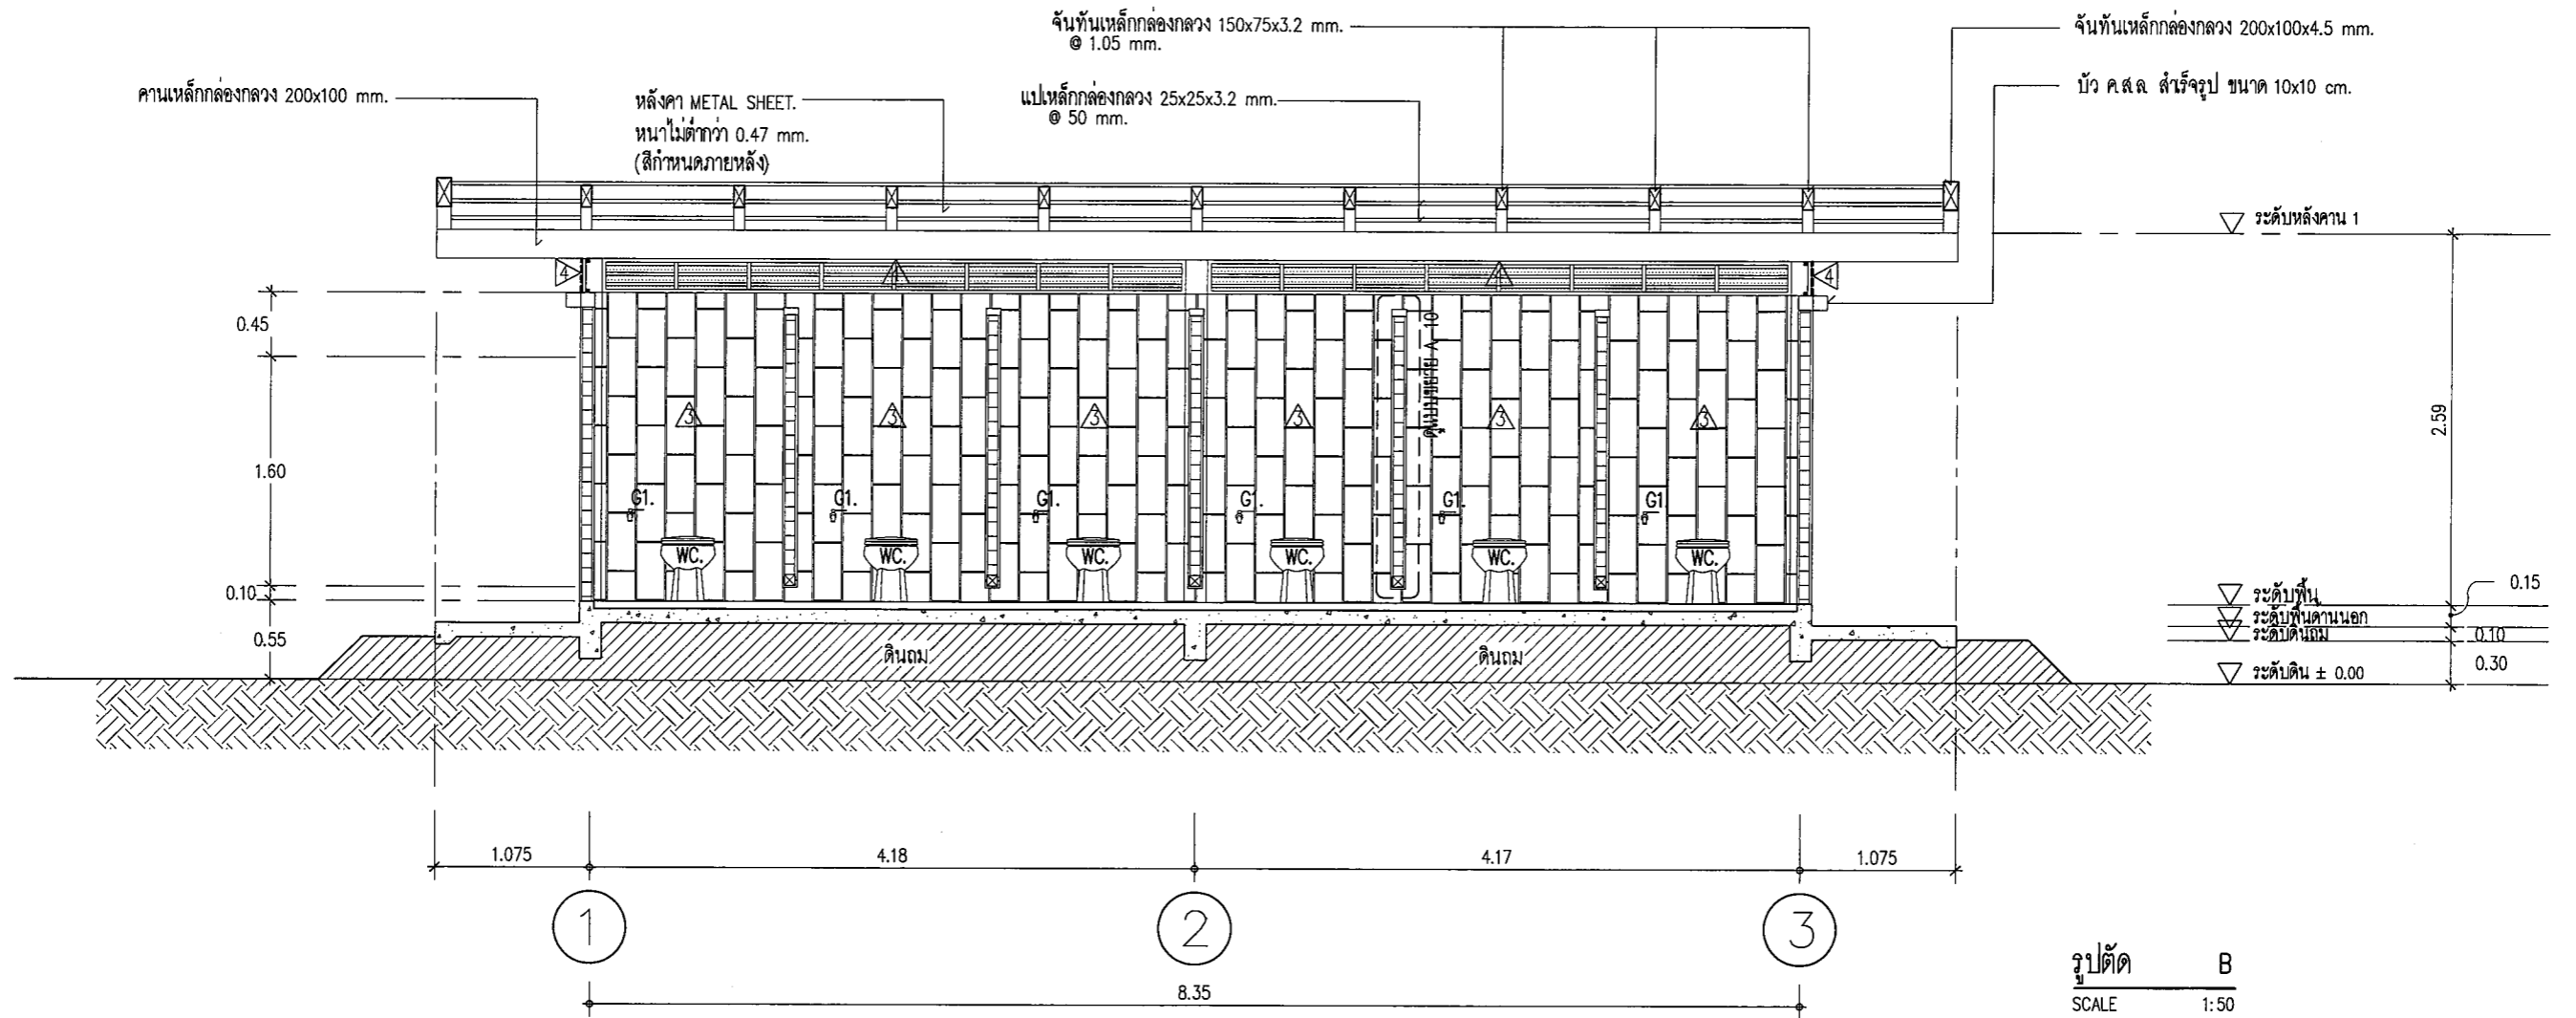 จันทันเหล็กกล่องกลวง 150x75x3.2 mm.
@ 1.05 mm.
จันทันเหล็กกล่องกลวง 200x100x4.5 mm.
คานเหล็กกล่องกลวง 200x100 mm.
หลังคา METAL SHEET.
หนาไม่ต่ำกว่า 0.47 mm.
(สีกำหนดภายหลัง)
แปเหล็กกล่องกลวง 25x25x3.2 mm.
@ 50 mm.
บัว ค.ส.ล. สำเร็จรูป ขนาด 10x10 cm.
ระดับหลังคาน 1
4
4
4
4
0.45
1.60
0.10
0.55
2.59
3
3
3
3
3
3
ดูแบบขยาย A-10
G1.
G1.
G1.
G1.
G1.
G1.
WC.
WC.
WC.
WC.
WC.
WC.
ระดับพื้น
0.15
ระดับพื้นด้านนอก
ระดับดินถม
0.10
ดินถม
ดินถม
ระดับดิน ± 0.00
0.30
1.075
4.18
4.17
1.075
1
2
3
8.35
รูปตัด B
SCALE 1:50